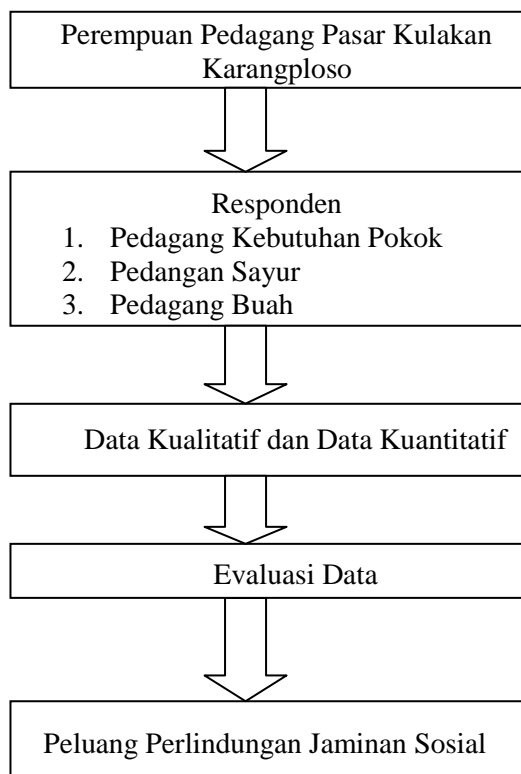 Perempuan Pedagang Pasar Kulakan
Karangploso
Responden
1. Pedagang Kebutuhan Pokok
2. Pedangan Sayur
3. Pedagang Buah
Data Kualitatif dan Data Kuantitatif
Evaluasi Data
Peluang Perlindungan Jaminan Sosial